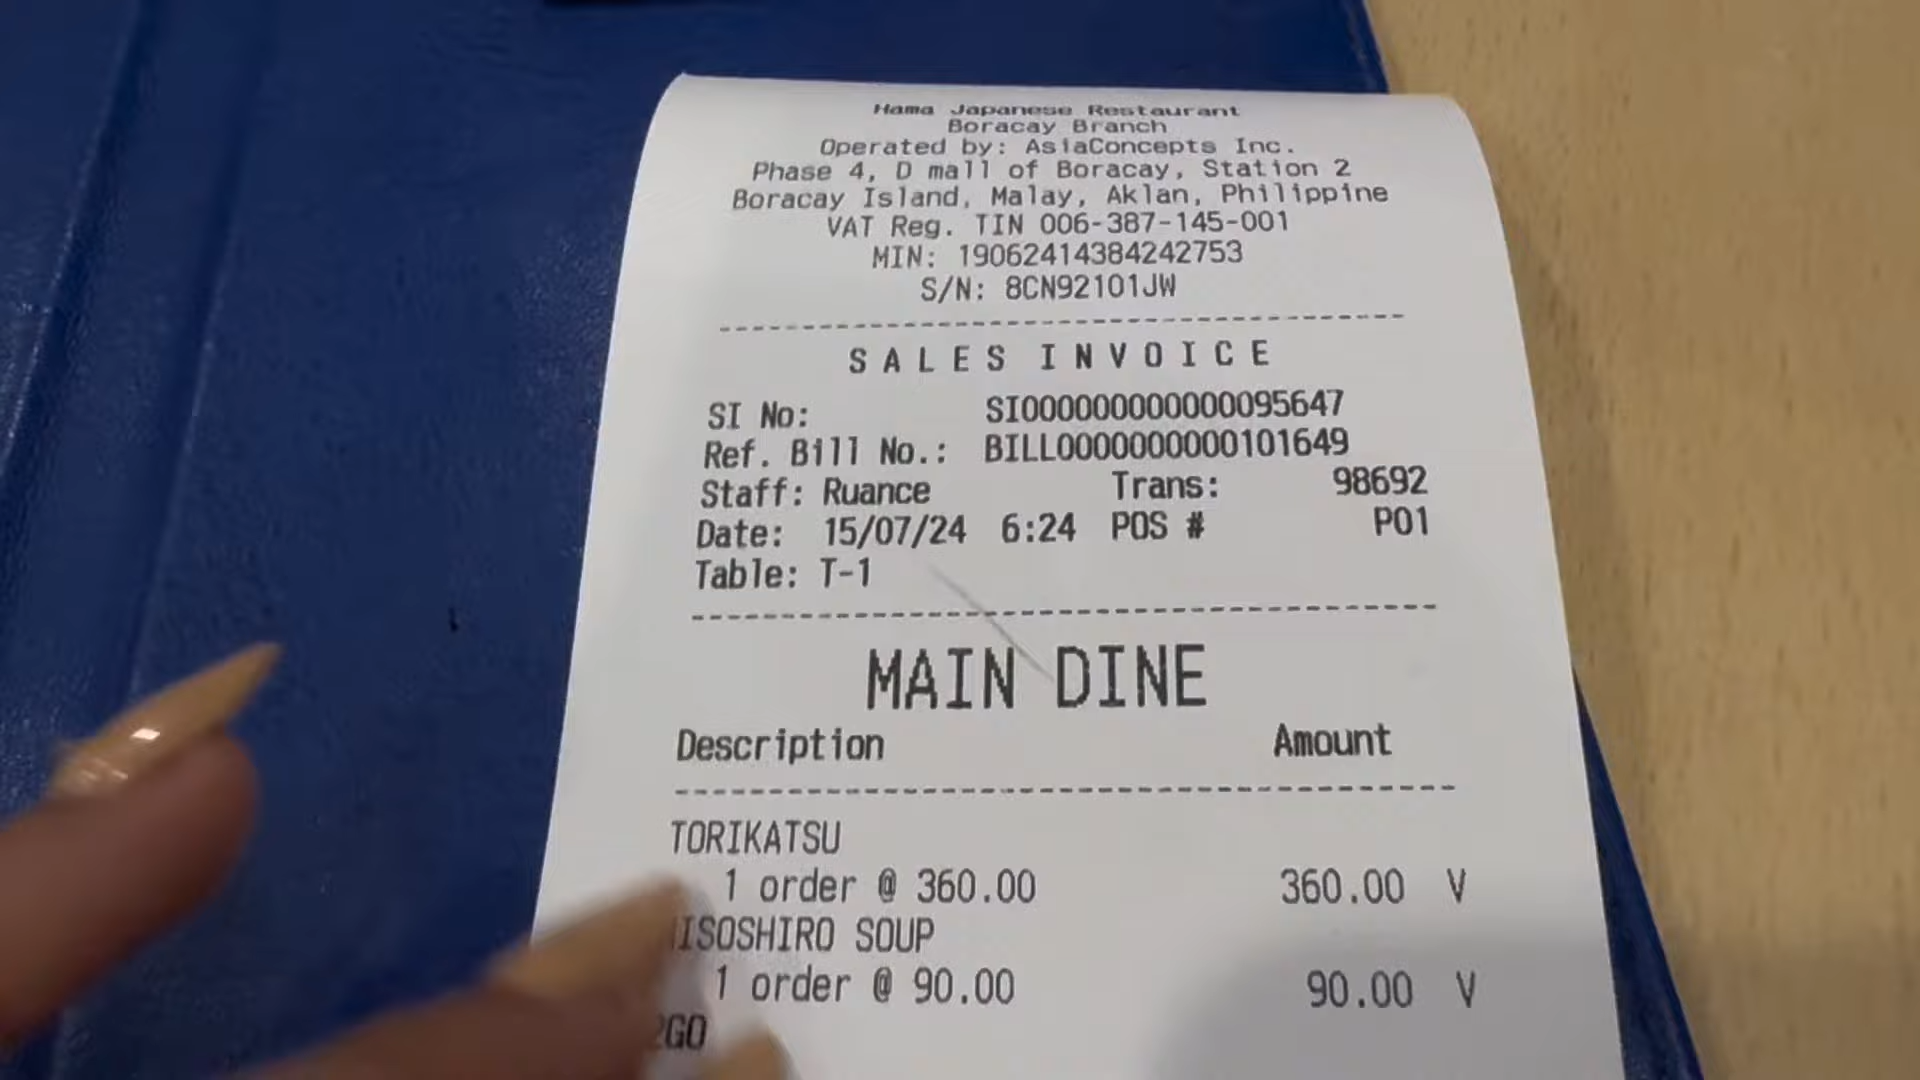 Hama Japanese Restaurant
Boracay Branch
Operated by: AsiaConcepts Inc.
Phase 4, D mall of Boracay, Station 2
Boracay Island, Malay, Aklan, Philippine
VAT Reg. TIN 006-387-145-001
MIN: 19062414384242753
S/N: 8CN92101JW
SALES INVOICE
SI No: SI0000000000000095647
Ref. Bill No.: BILL0000000000101649
Staff: Ruance Trans: 98692
Date: 15/07/24 6:24 POS # P01
Table: T-1
MAIN DINE
Description Amount
TORIKATSU
1 order @ 360.00 360.00 V
ISOSHIRO SOUP
1 order @ 90.00 90.00 V
2GO